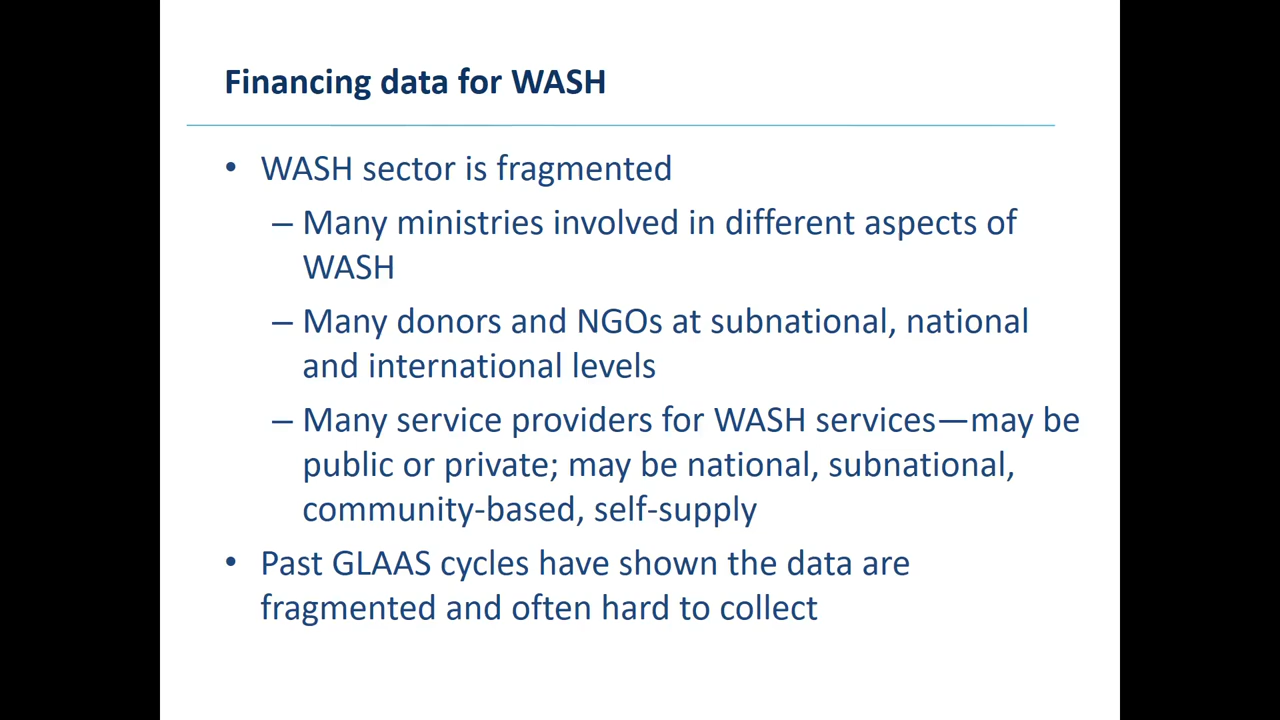 Financing data for WASH
• WASH sector is fragmented
– Many ministries involved in different aspects of
WASH
– Many donors and NGOs at subnational, national
and international levels
– Many service providers for WASH services—may be
public or private; may be national, subnational,
community-based, self-supply
• Past GLAAS cycles have shown the data are
fragmented and often hard to collect